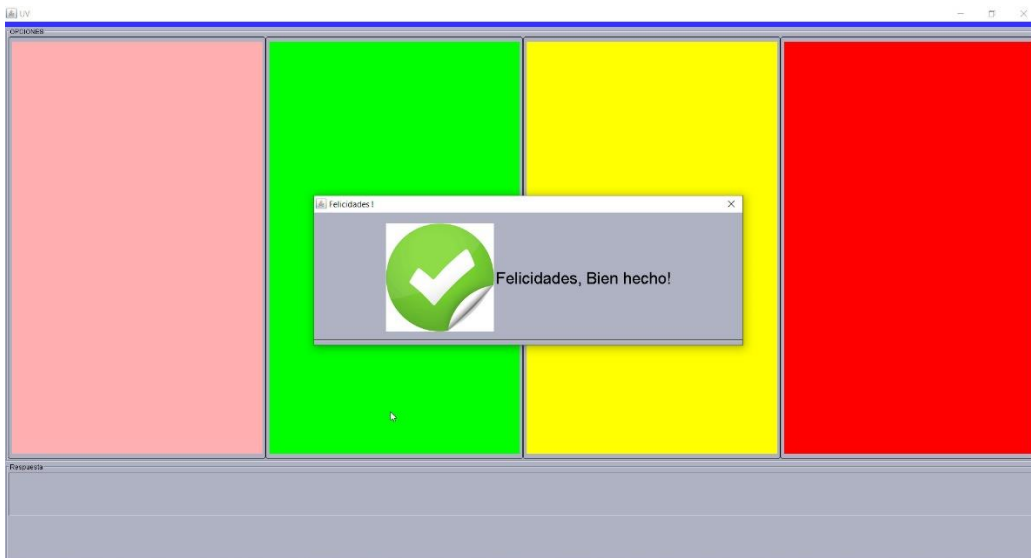 UV
OPCIONES
Felicidades !
Felicidades, Bien hecho!
Respuesta